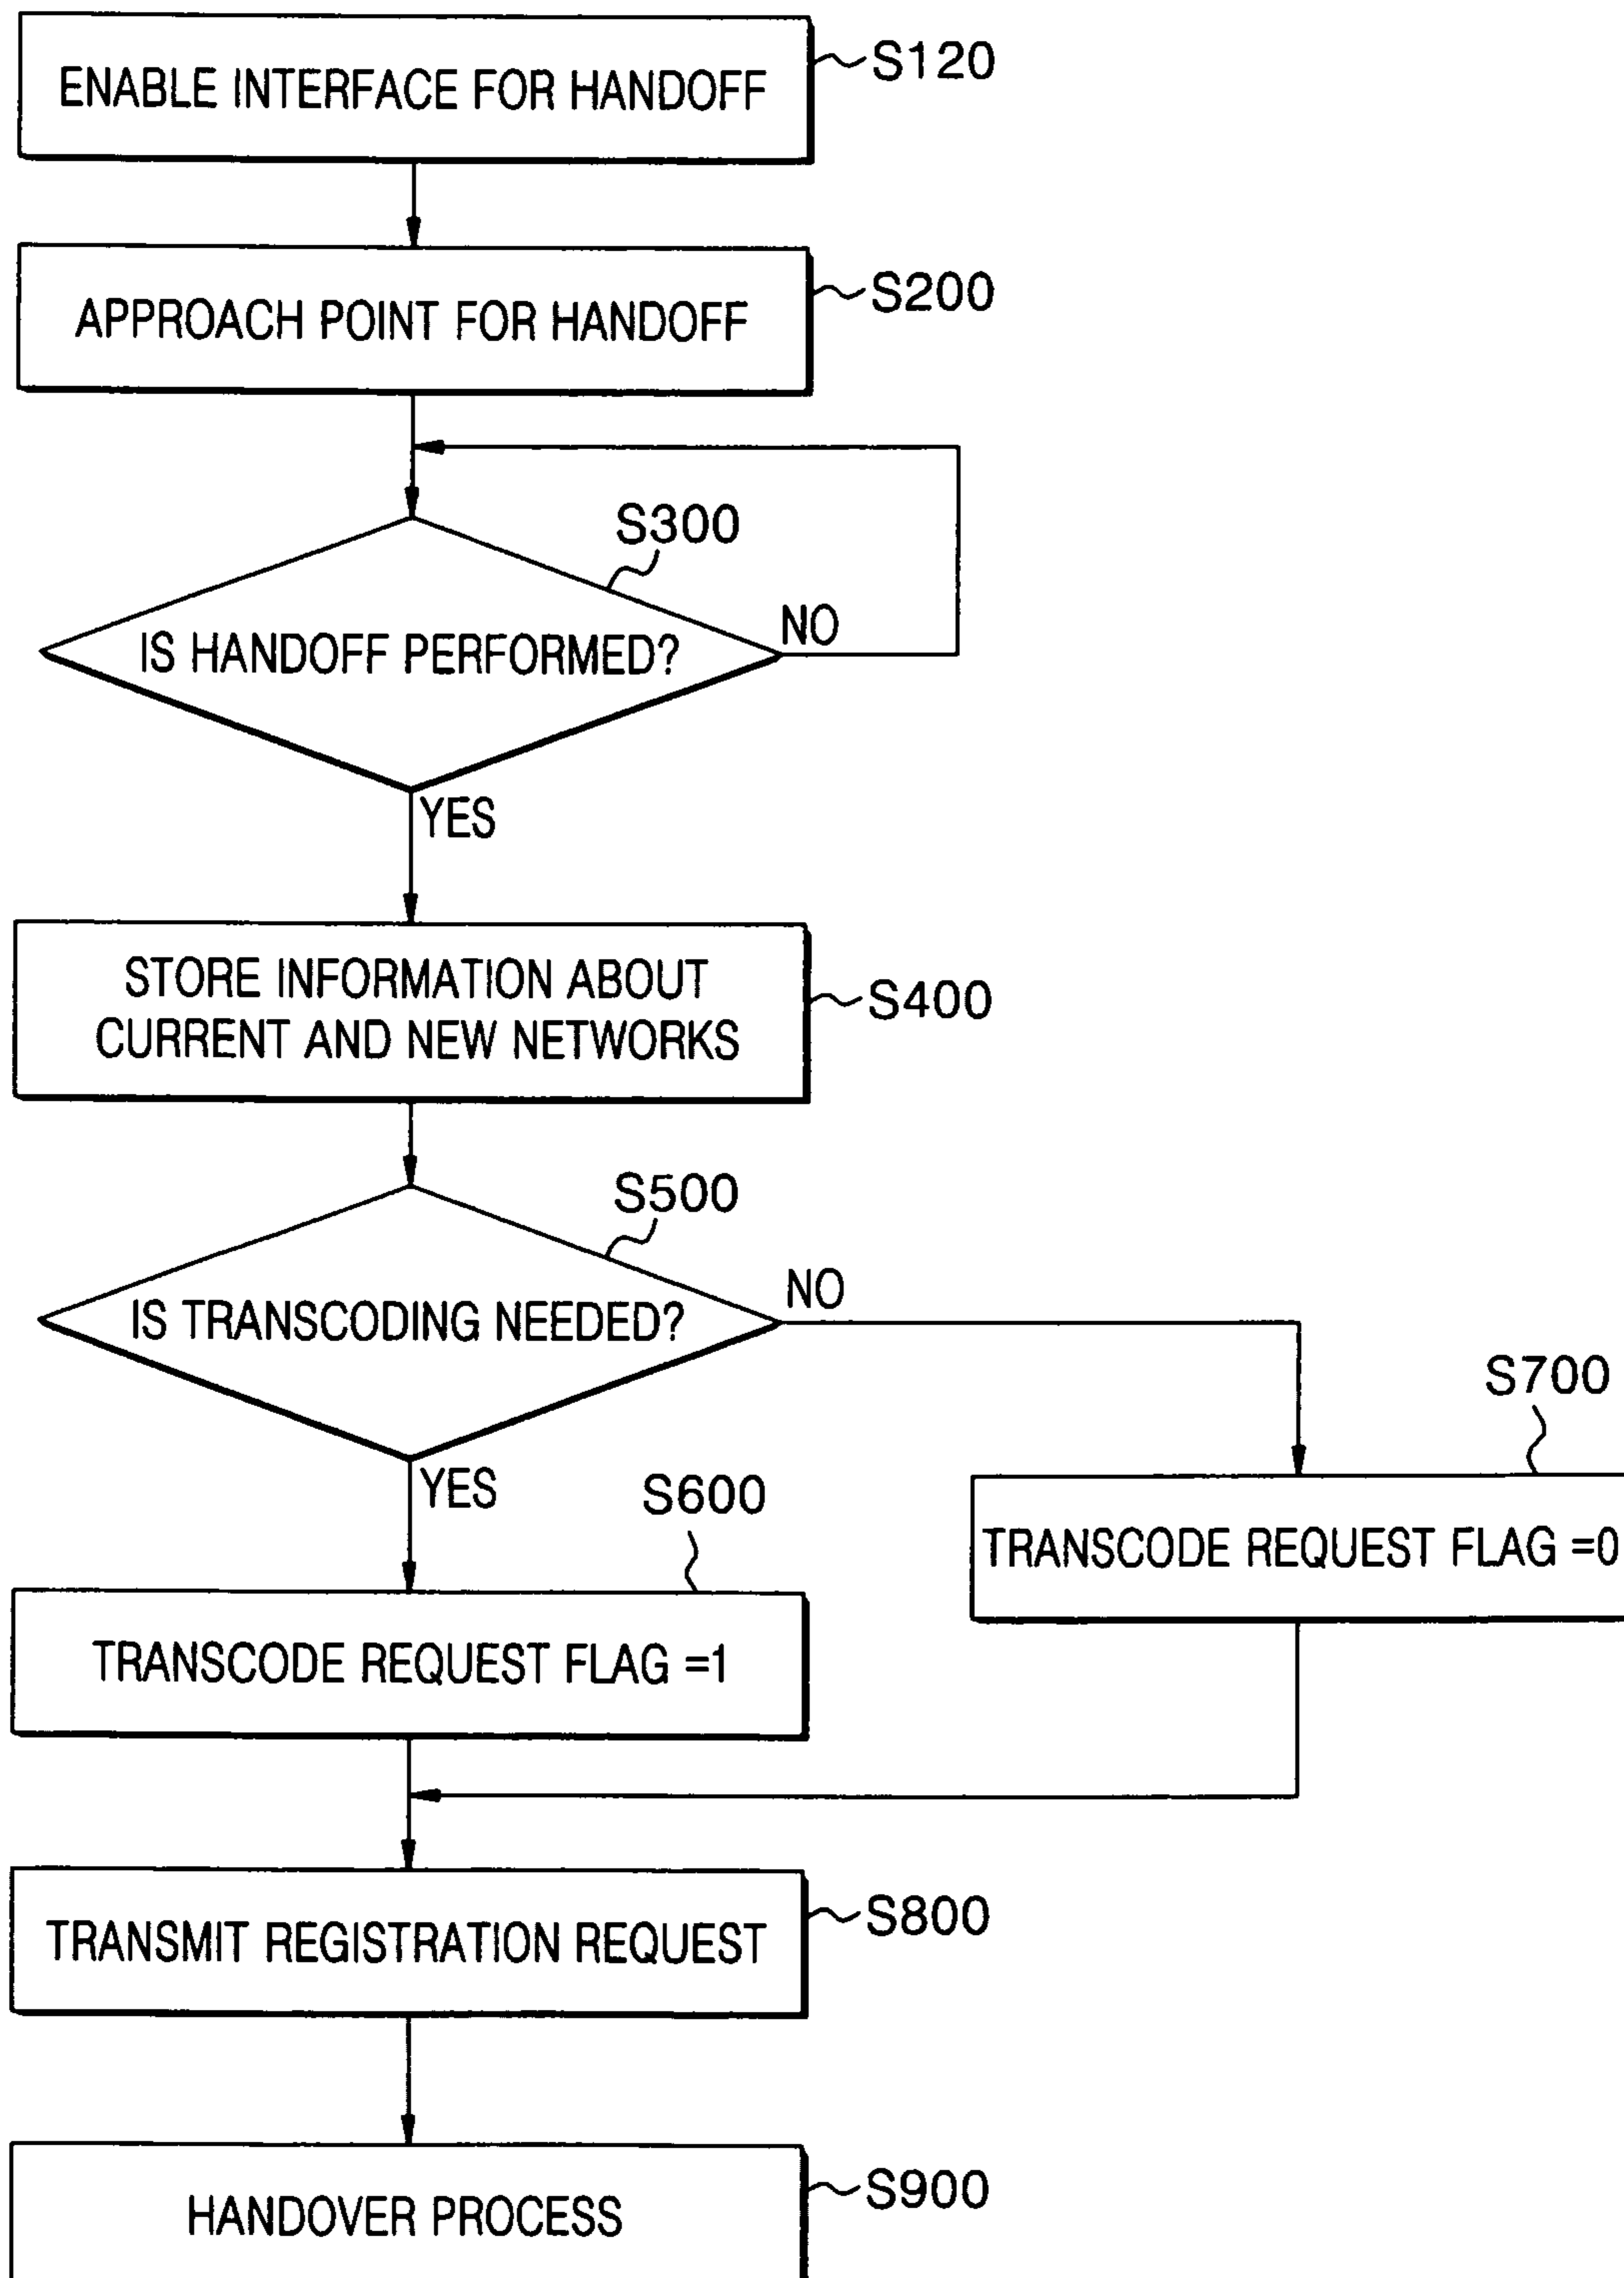 ENABLE INTERFACE FOR HANDOFF
S120
APPROACH POINT FOR HANDOFF
S200
S300
IS HANDOFF PERFORMED?
NO
YES
STORE INFORMATION ABOUT
CURRENT AND NEW NETWORKS
S400
S500
IS TRANSCODING NEEDED?
NO
YES
S700
TRANSCODE REQUEST FLAG =0
S600
TRANSCODE REQUEST FLAG =1
TRANSMIT REGISTRATION REQUEST
S800
HANDOVER PROCESS
S900